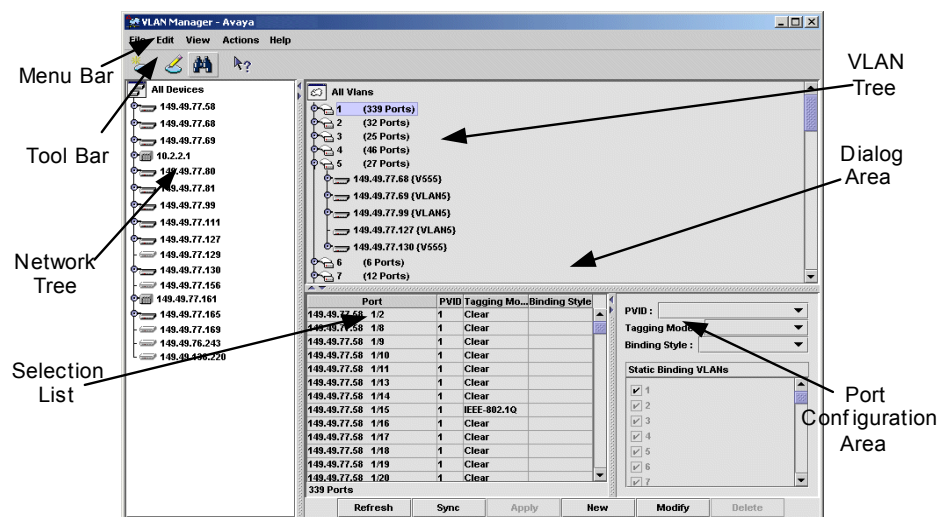 VLAN Manager - Avaya
File Edit View Actions Help
Menu Bar
Tool Bar
Network
Tree
Selection
List
VLAN
Tree
Dialog
Area
Port
Configuration
Area
All Devices
149.49.77.58
149.49.77.68
149.49.77.69
10.2.2.1
149.49.77.80
149.49.77.81
149.49.77.99
149.49.77.111
149.49.77.127
149.49.77.129
149.49.77.130
149.49.77.156
149.49.77.161
149.49.77.165
149.49.77.169
149.49.76.243
149.49.138.220
All Vlans
1 (339 Ports)
2 (32 Ports)
3 (25 Ports)
4 (46 Ports)
5 (27 Ports)
149.49.77.68 (V555)
149.49.77.69 (VLAN5)
149.49.77.99 (VLAN5)
149.49.77.127 (VLAN5)
149.49.77.130 (V555)
6 (6 Ports)
7 (12 Ports)
Port PVID Tagging Mo... Binding Style
149.49.77.58 1/2 1 Clear
149.49.77.58 1/8 1 Clear
149.49.77.58 1/9 1 Clear
149.49.77.58 1/10 1 Clear
149.49.77.58 1/11 1 Clear
149.49.77.58 1/13 1 Clear
149.49.77.58 1/14 1 Clear
149.49.77.58 1/15 1 IEEE-802.1Q
149.49.77.58 1/16 1 Clear
149.49.77.58 1/17 1 Clear
149.49.77.58 1/18 1 Clear
149.49.77.58 1/19 1 Clear
149.49.77.58 1/20 1 Clear
339 Ports
PVID :
Tagging Mode
Binding Style :
Static Binding VLANs
1
2
3
4
5
6
7
Refresh Sync Apply New Modify Delete